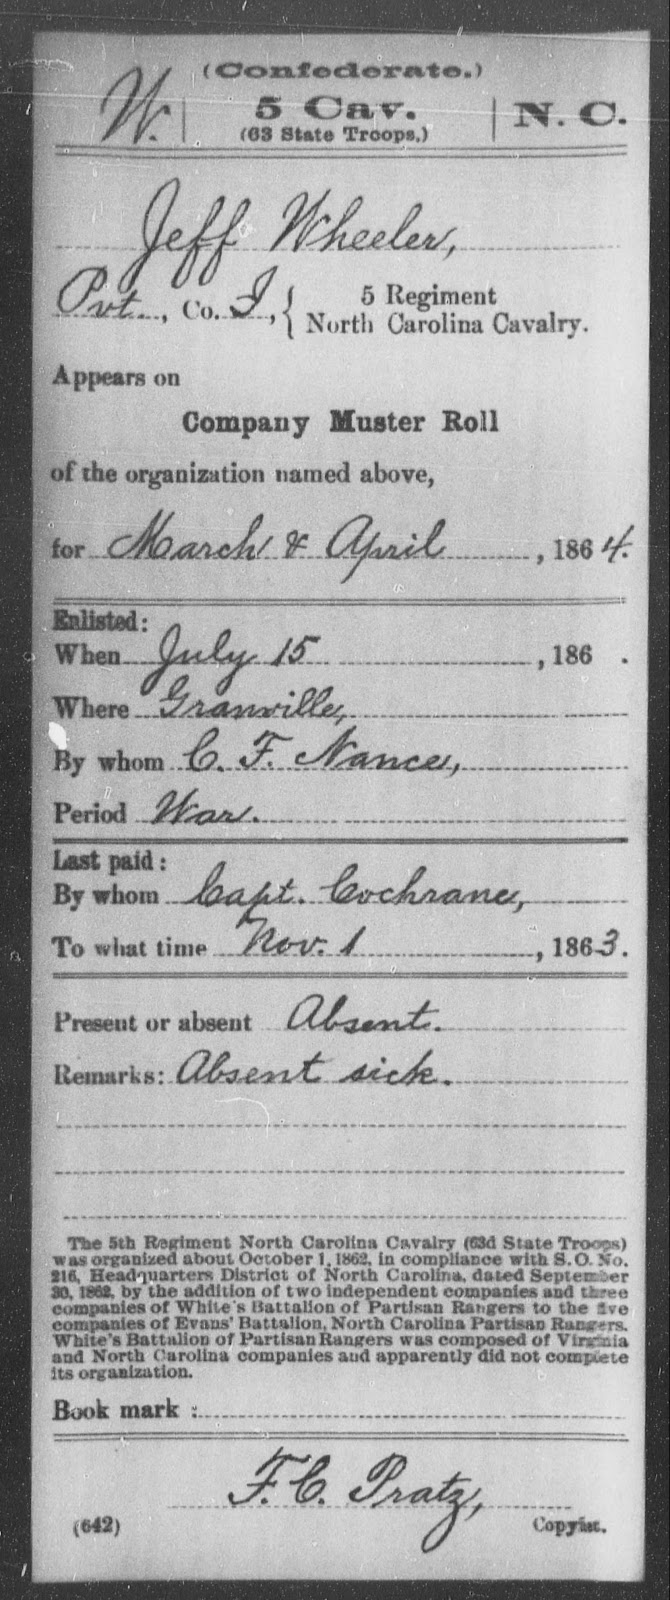 (Confederate.)
W. | 5 Cav. | N. C.
(63 State Troops.)
Jeff Wheeler,
Pvt., Co. I, { 5 Regiment
North Carolina Cavalry.
Appears on
Company Muster Roll
of the organization named above,
for March & April, 1864.
Enlisted:
When July 15, 186 .
Where Granville,
By whom C. F. Nance,
Period War.
Last paid:
By whom Capt. Cochrane,
To what time Nov. 1, 1863.
Present or absent Absent.
Remarks: Absent sick.
The 5th Regiment North Carolina Cavalry (63d State Troops)
was organized about October 1, 1862, in compliance with S. O. No.
216, Headquarters District of North Carolina, dated September
30, 1862, by the addition of two independent companies and three
companies of White's Battalion of Partisan Rangers to the five
companies of Evans' Battalion, North Carolina Partisan Rangers.
White's Battalion of Partisan Rangers was composed of Virginia
and North Carolina companies and apparently did not complete
its organization.
Book mark:
F. C. Pratz,
(642) Copyist.